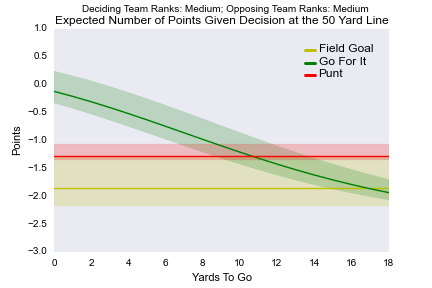 Deciding Team Ranks: Medium; Opposing Team Ranks: Medium
Expected Number of Points Given Decision at the 50 Yard Line
1.0
0.5
0.0
−0.5
−1.0
−1.5
−2.0
−2.5
−3.0
Points
Field Goal
Go For It
Punt
0 2 4 6 8 10 12 14 16 18
Yards To Go